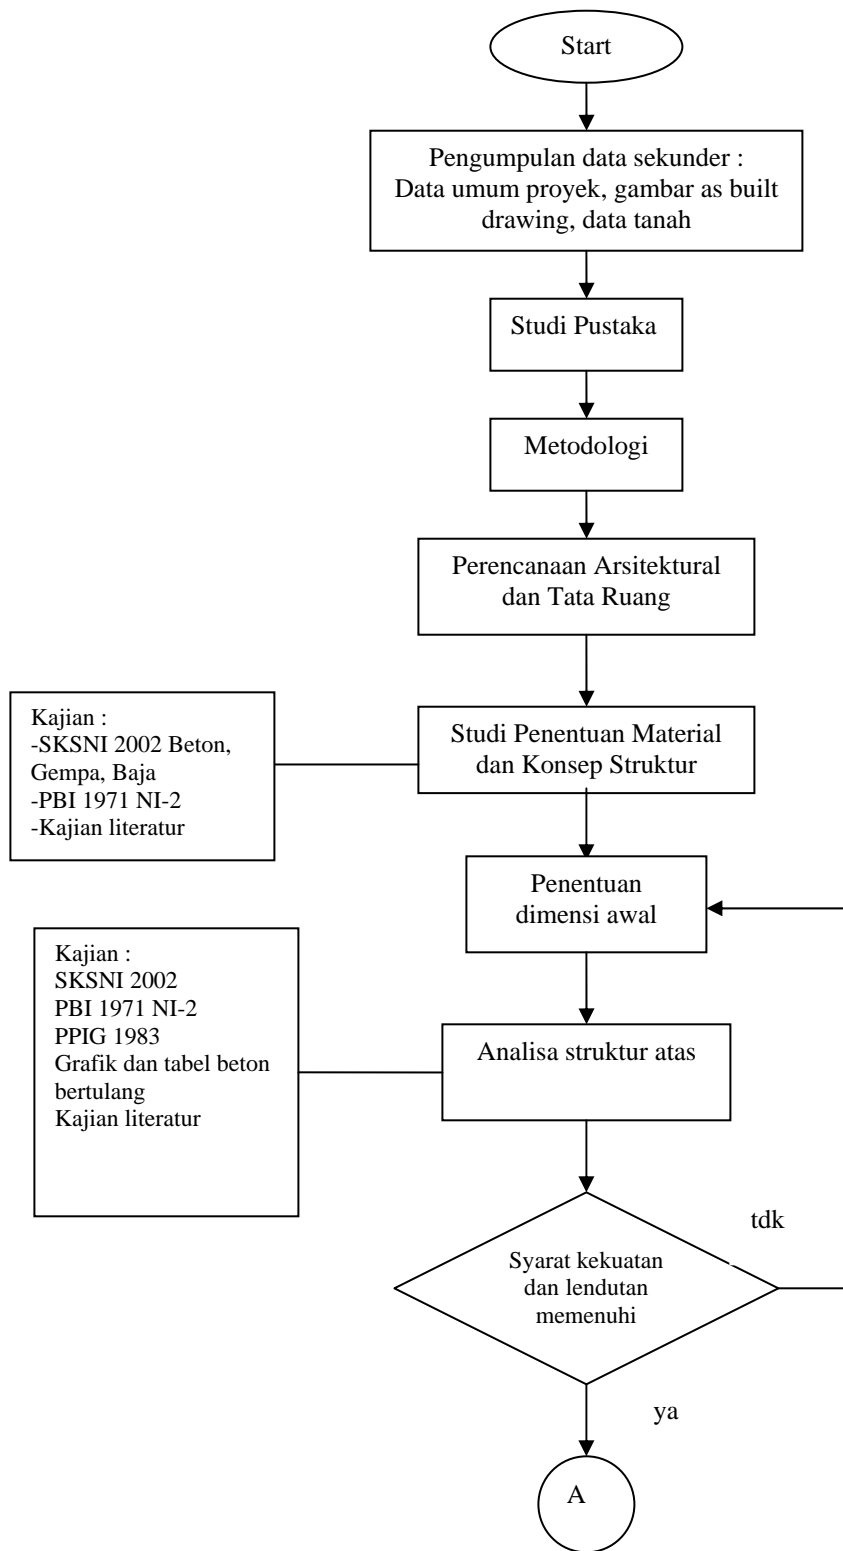 Start
Pengumpulan data sekunder :
Data umum proyek, gambar as built
drawing, data tanah
Studi Pustaka
Metodologi
Perencanaan Arsitektural
dan Tata Ruang
Kajian :
-SKSNI 2002 Beton,
Gempa, Baja
-PBI 1971 NI-2
-Kajian literatur
Studi Penentuan Material
dan Konsep Struktur
Penentuan
dimensi awal
Kajian :
SKSNI 2002
PBI 1971 NI-2
PPIG 1983
Grafik dan tabel beton
bertulang
Kajian literatur
Analisa struktur atas
tdk
Syarat kekuatan
dan lendutan
memenuhi
ya
A